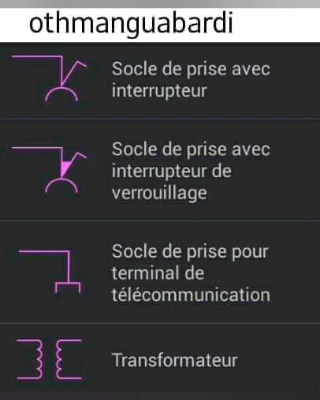 othmanguabardi
Socle de prise avec
interrupteur
Socle de prise avec
interrupteur de
verrouillage
Socle de prise pour
terminal de
télécommunication
Transformateur